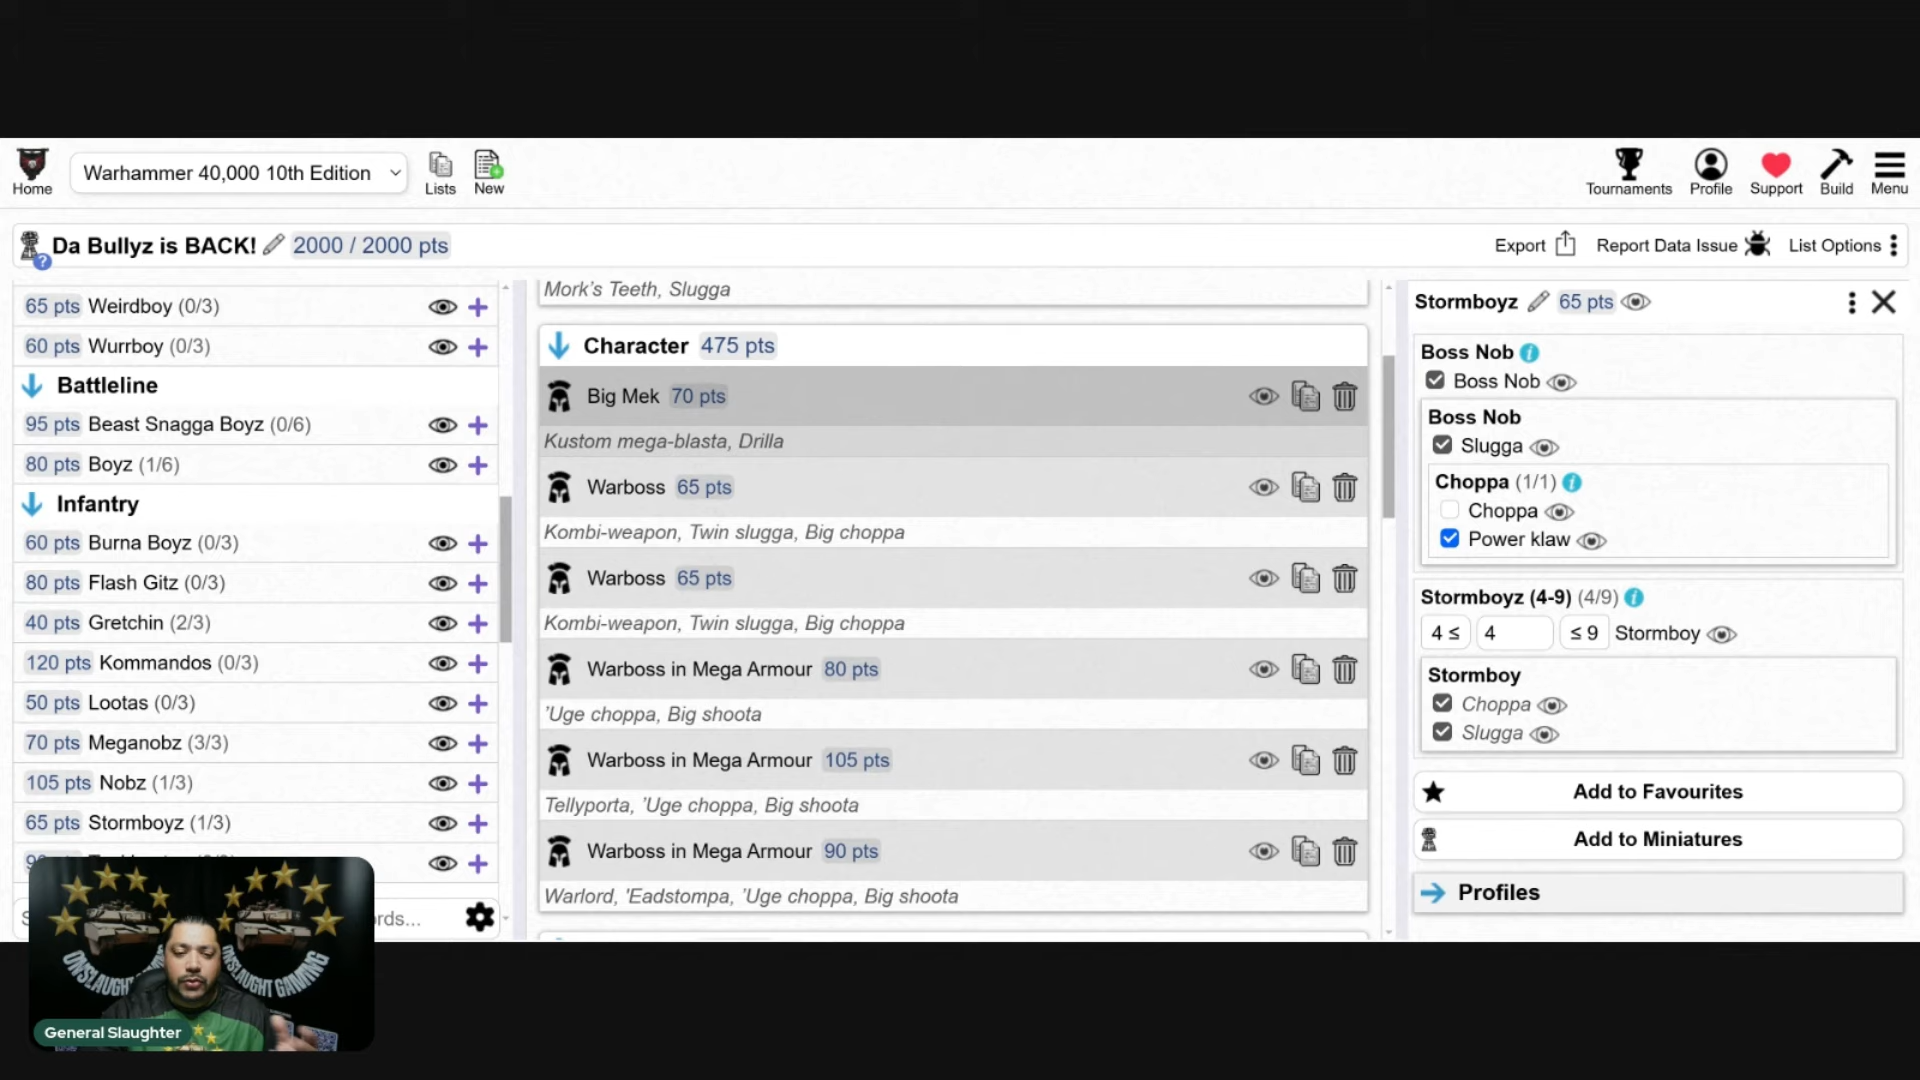 Home
Warhammer 40,000 10th Edition
Lists
New
Tournaments
Profile
Support
Build
Menu
Da Bullyz is BACK! 2000 / 2000 pts
Export
Report Data Issue
List Options
65 pts Weirdboy (0/3)
60 pts Wurrboy (0/3)
Battleline
95 pts Beast Snagga Boyz (0/6)
80 pts Boyz (1/6)
Infantry
60 pts Burna Boyz (0/3)
80 pts Flash Gitz (0/3)
40 pts Gretchin (2/3)
120 pts Kommandos (0/3)
50 pts Lootas (0/3)
70 pts Meganobz (3/3)
105 pts Nobz (1/3)
65 pts Stormboyz (1/3)
rds...
ONSLAUGHT GAMING
General Slaughter
Mork's Teeth, Slugga
Character 475 pts
Big Mek 70 pts
Kustom mega-blasta, Drilla
Warboss 65 pts
Kombi-weapon, Twin slugga, Big choppa
Warboss 65 pts
Kombi-weapon, Twin slugga, Big choppa
Warboss in Mega Armour 80 pts
'Uge choppa, Big shoota
Warboss in Mega Armour 105 pts
Tellyporta, 'Uge choppa, Big shoota
Warboss in Mega Armour 90 pts
Warlord, 'Eadstompa, 'Uge choppa, Big shoota
Stormboyz 65 pts
Boss Nob
Boss Nob
Boss Nob
Slugga
Choppa (1/1)
Choppa
Power klaw
Stormboyz (4-9) (4/9)
4 ≤ 4 ≤ 9 Stormboy
Stormboy
Choppa
Slugga
Add to Favourites
Add to Miniatures
Profiles